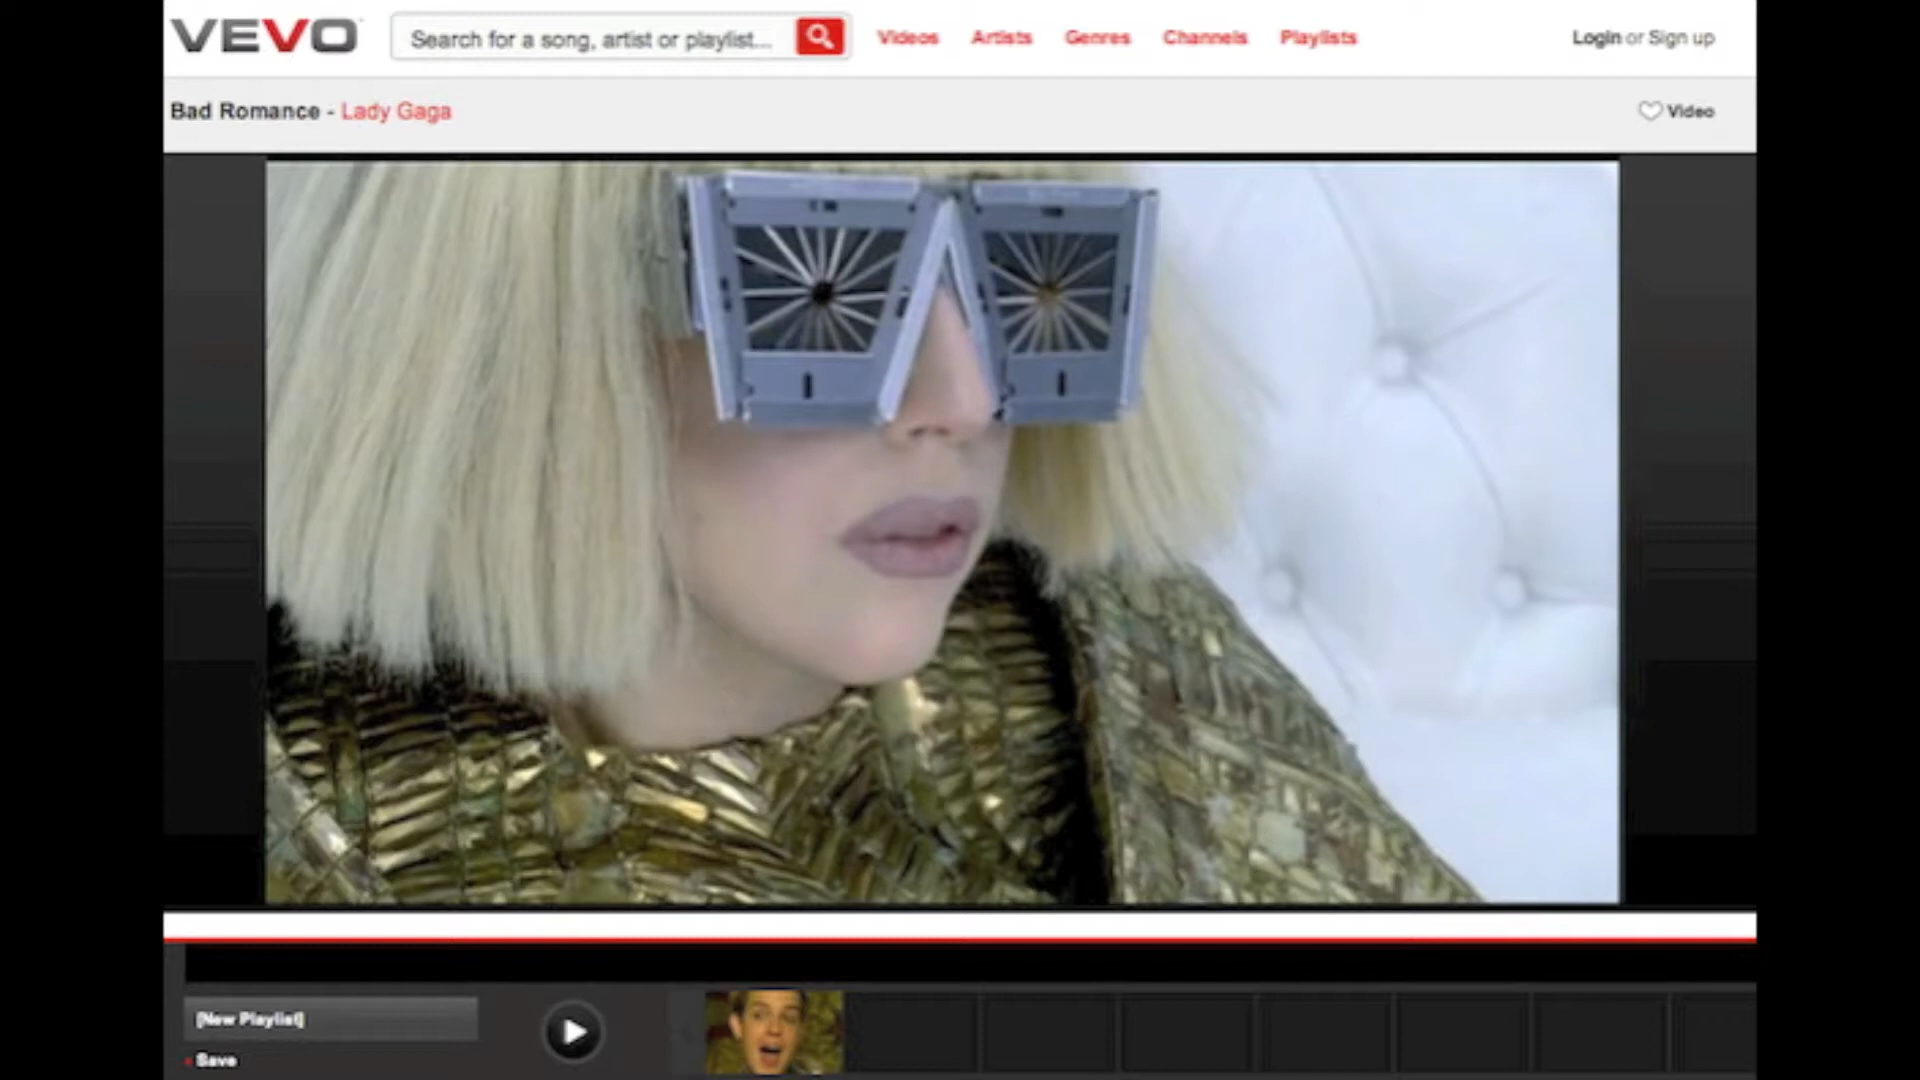 VEVO Search for a song, artist or playlist... Videos Artists Genres Channels Playlists Login or Sign up
Bad Romance - Lady Gaga Video
[New Playlist]
Save